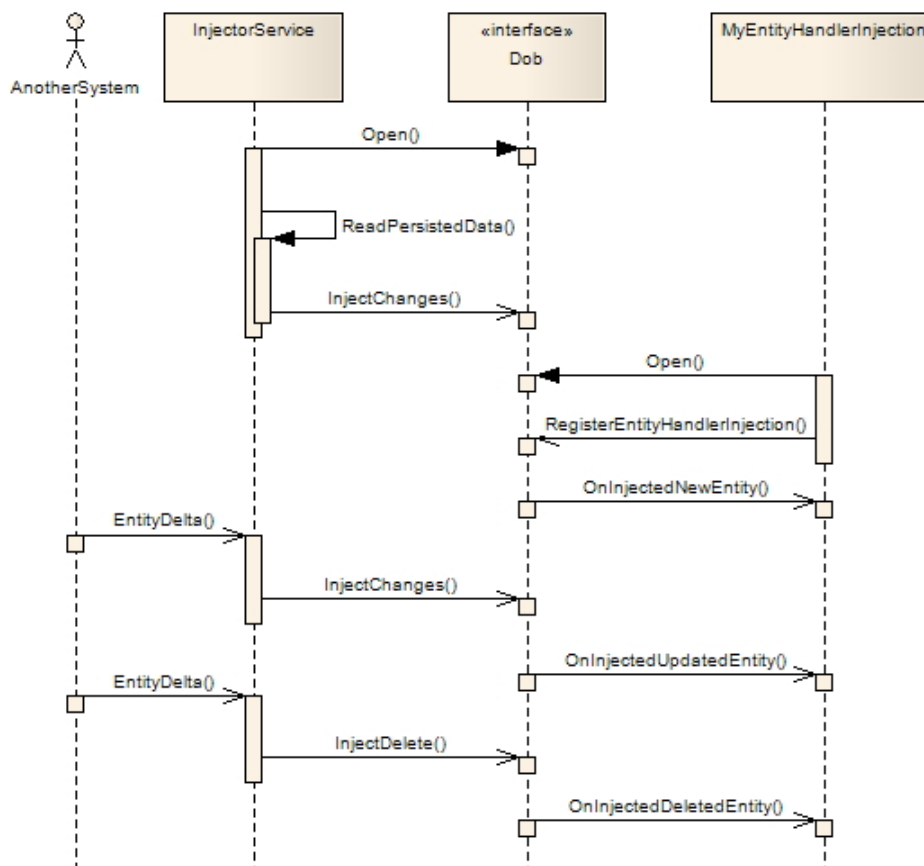 InjectorService
«interface»
Dob
MyEntityHandlerInjection
AnotherSystem
Open()
ReadPersistedData()
InjectChanges()
Open()
RegisterEntityHandlerInjection()
OnInjectedNewEntity()
EntityDelta()
InjectChanges()
OnInjectedUpdatedEntity()
EntityDelta()
InjectDelete()
OnInjectedDeletedEntity()